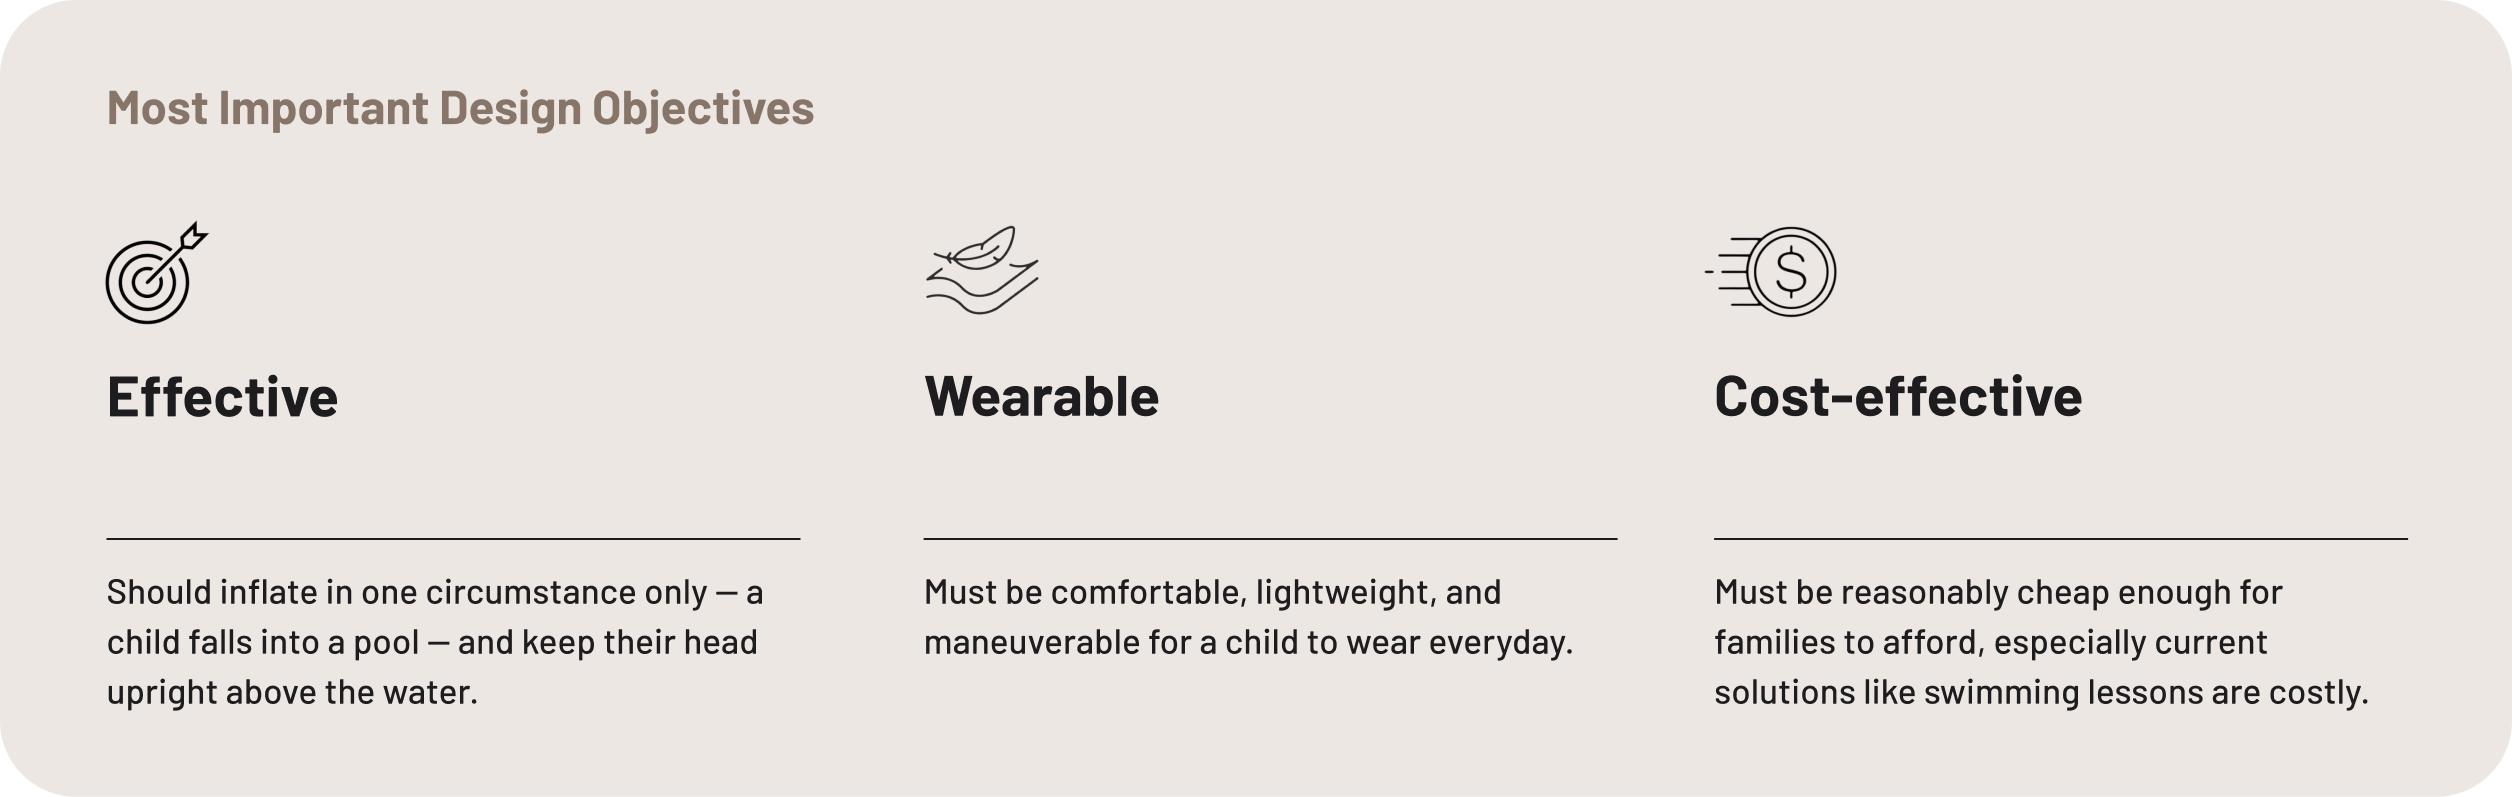 Most Important Design Objectives
Effective
Should inflate in one circumstance only — a
child falls into a pool — and keep their head
upright above the water.
Wearable
Must be comfortable, lightweight, and
maneuverable for a child to wear everyday.
Cost-effective
Must be reasonably cheap enough for
families to afford, especially current
solutions like swimming lessons are costly.